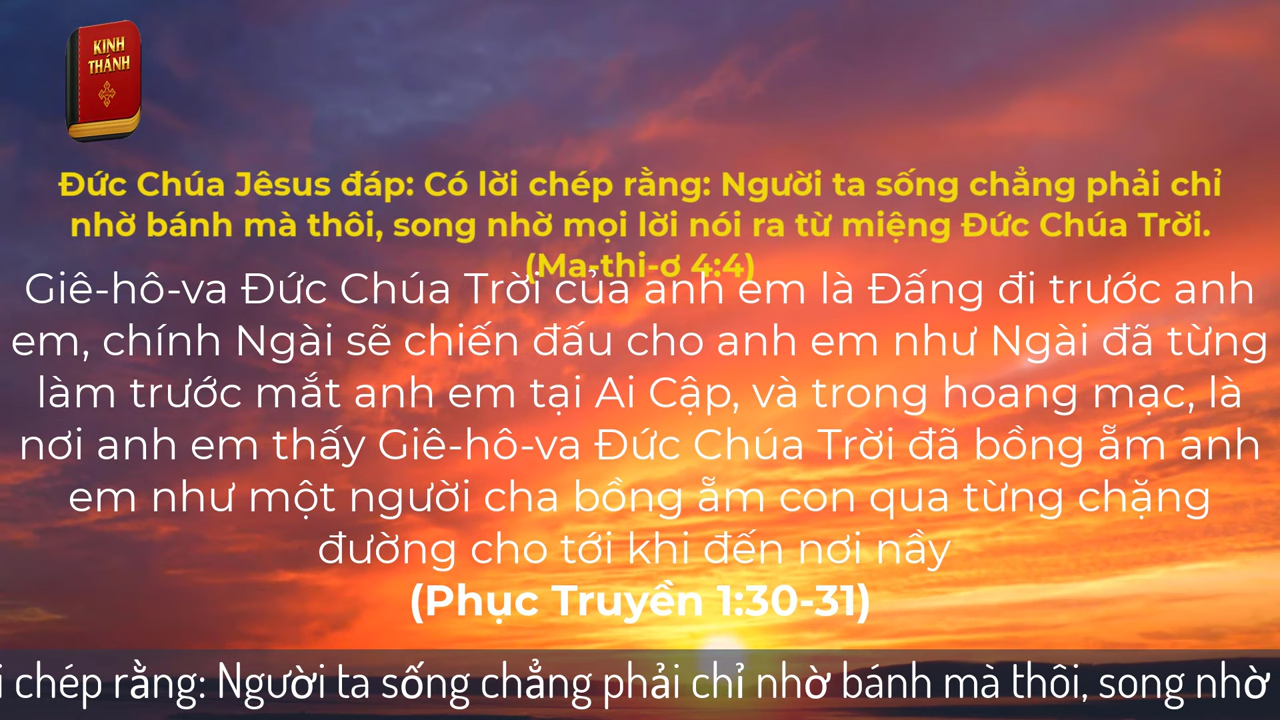 KINH
THÁNH
Đức Chúa Jêsus đáp: Có lời chép rằng: Người ta sống chẳng phải chỉ
nhờ bánh mà thôi, song nhờ mọi lời nói ra từ miệng Đức Chúa Trời.
(Ma-thi-ơ 4:4)
Giê-hô-va Đức Chúa Trời của anh em là Đấng đi trước anh
em, chính Ngài sẽ chiến đấu cho anh em như Ngài đã từng
làm trước mắt anh em tại Ai Cập, và trong hoang mạc, là
nơi anh em thấy Giê-hô-va Đức Chúa Trời đã bồng ẵm anh
em như một người cha bồng ẵm con qua từng chặng
đường cho tới khi đến nơi nầy
(Phục Truyền 1:30-31)
i chép rằng: Người ta sống chẳng phải chỉ nhờ bánh mà thôi, song nhờ